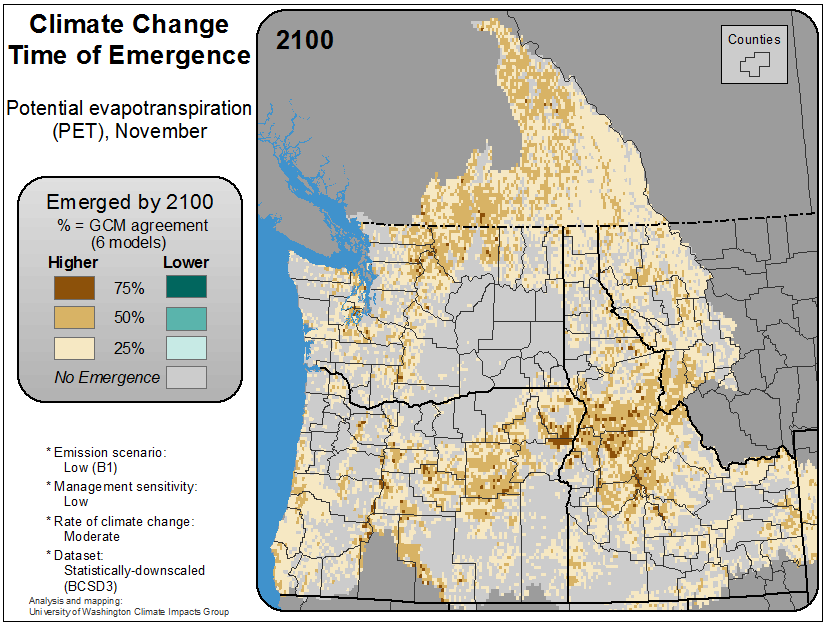 Climate Change
Time of Emergence
Potential evapotranspiration
(PET), November
Emerged by 2100
% = GCM agreement
(6 models)
Higher Lower
75%
50%
25%
No Emergence
* Emission scenario:
Low (B1)
* Management sensitivity:
Low
* Rate of climate change:
Moderate
* Dataset:
Statistically-downscaled
(BCSD3)
Analysis and mapping:
University of Washington Climate Impacts Group
2100
Counties